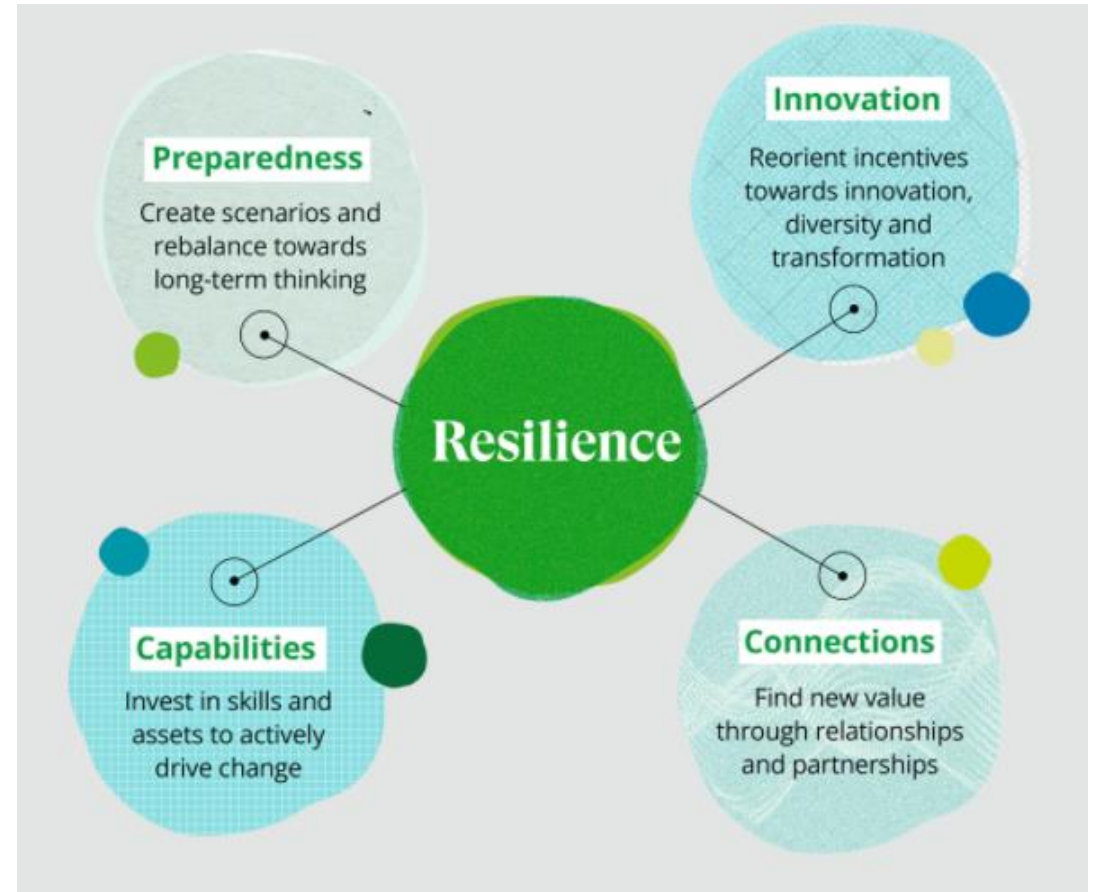 Preparedness
Create scenarios and
rebalance towards
long-term thinking
Innovation
Reorient incentives
towards innovation,
diversity and
transformation
Resilience
Capabilities
Invest in skills and
assets to actively
drive change
Connections
Find new value
through relationships
and partnerships